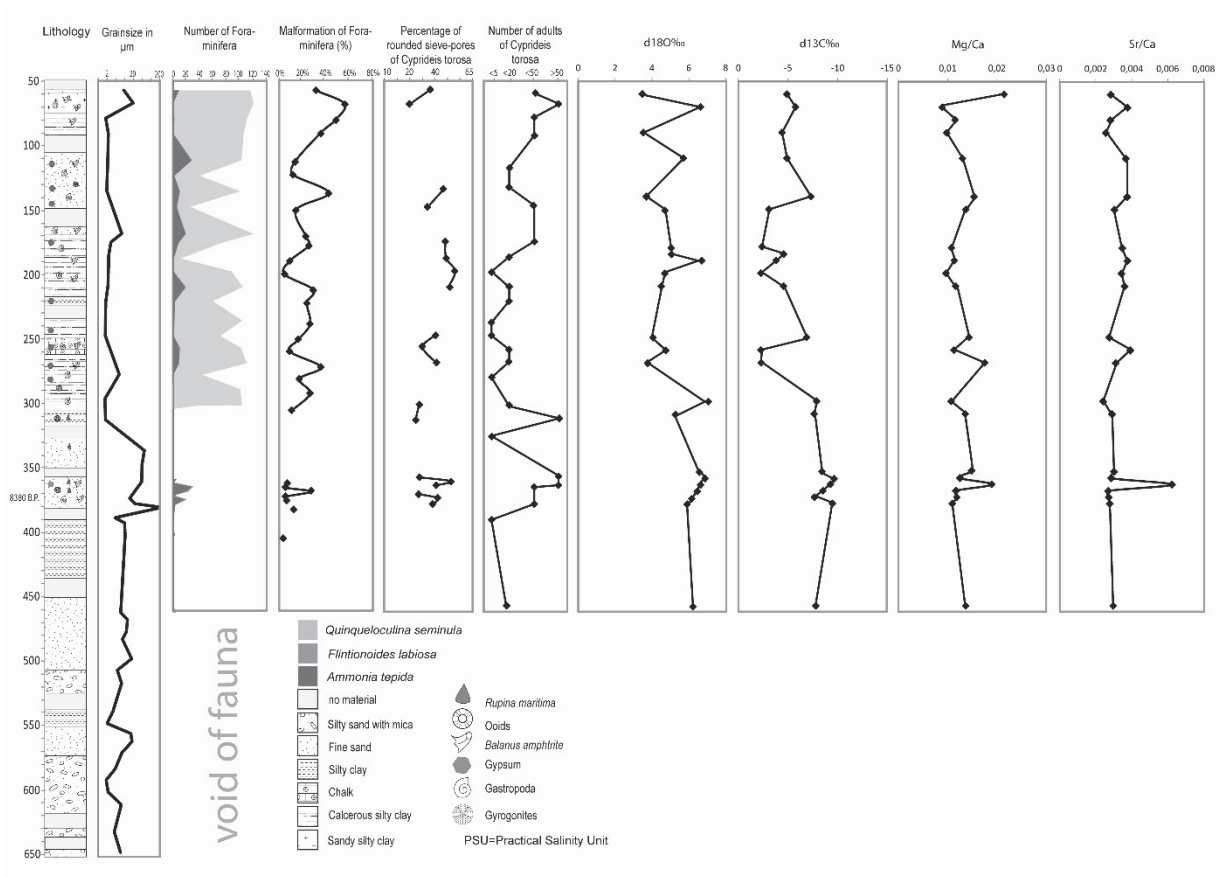 Lithology
Grainsize in
µm
Number of Fora-
minifera
Malformation of Fora-
minifera (%)
Percentage of
rounded sieve-pores
of Cyprideis torosa
Number of adults
of Cyprideis
torosa
d18O‰
d13C‰
Mg/Ca
Sr/Ca
2 20 200
0 20 40 60 80 100 120 140
0% 20% 40% 60% 80%
10 40 65
<5 <20 <50 >50
0 2 4 6 8
0 -5 -10 -15
0 0,01 0,02 0,03
0 0,002 0,004 0,006 0,008
50
100
150
200
250
300
350
8380 B.P.
400
450
500
550
600
650
void of fauna
Quinqueloculina seminula
Flintionoides labiosa
Ammonia tepida
no material
Silty sand with mica
Fine sand
Silty clay
Chalk
Calcerous silty clay
Sandy silty clay
Rupina maritima
Ooids
Balanus amphtrite
Gypsum
Gastropoda
Gyrogonites
PSU=Practical Salinity Unit